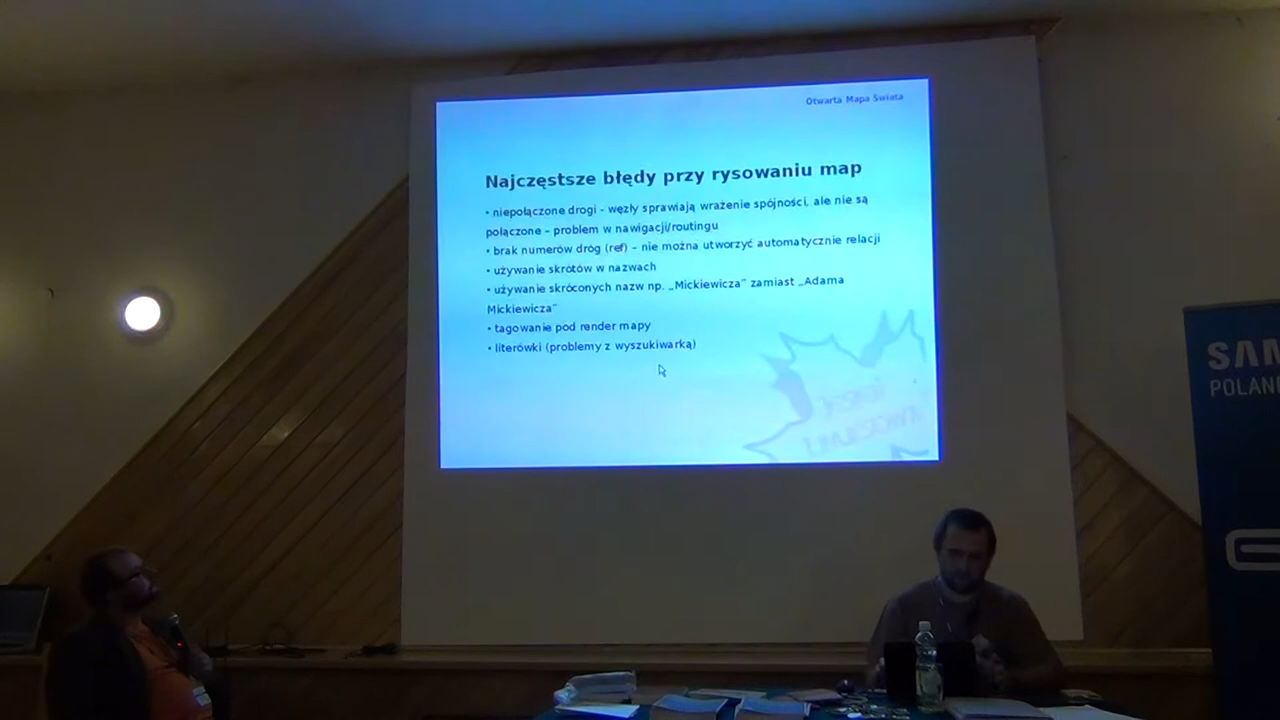 Otwarta Mapa Świata
Najczęstsze błędy przy rysowaniu map
• niepołączone drogi - węzły sprawiają wrażenie spójności, ale nie są
połączone – problem w nawigacji/routingu
• brak numerów dróg (ref) – nie można utworzyć automatycznie relacji
• używanie skrótów w nazwach
• używanie skróconych nazw np. „Mickiewicza” zamiast „Adama
Mickiewicza”
• tagowanie pod render mapy
• literówki (problemy z wyszukiwarką)